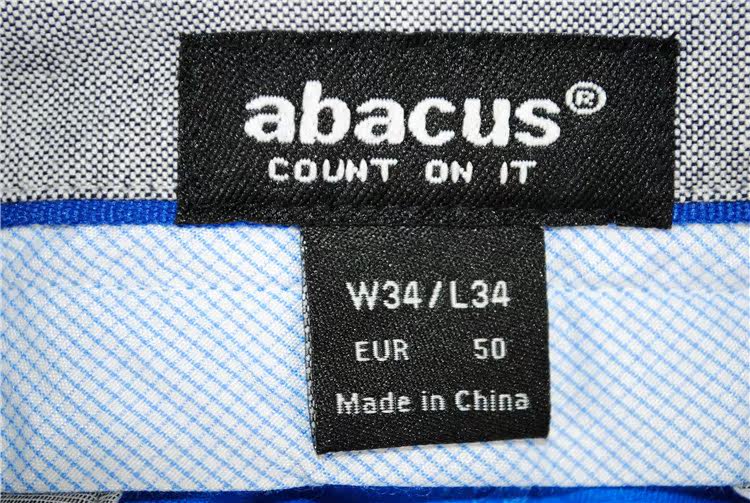 abacus®
COUNT ON IT
W34/L34
EUR 50
Made in China